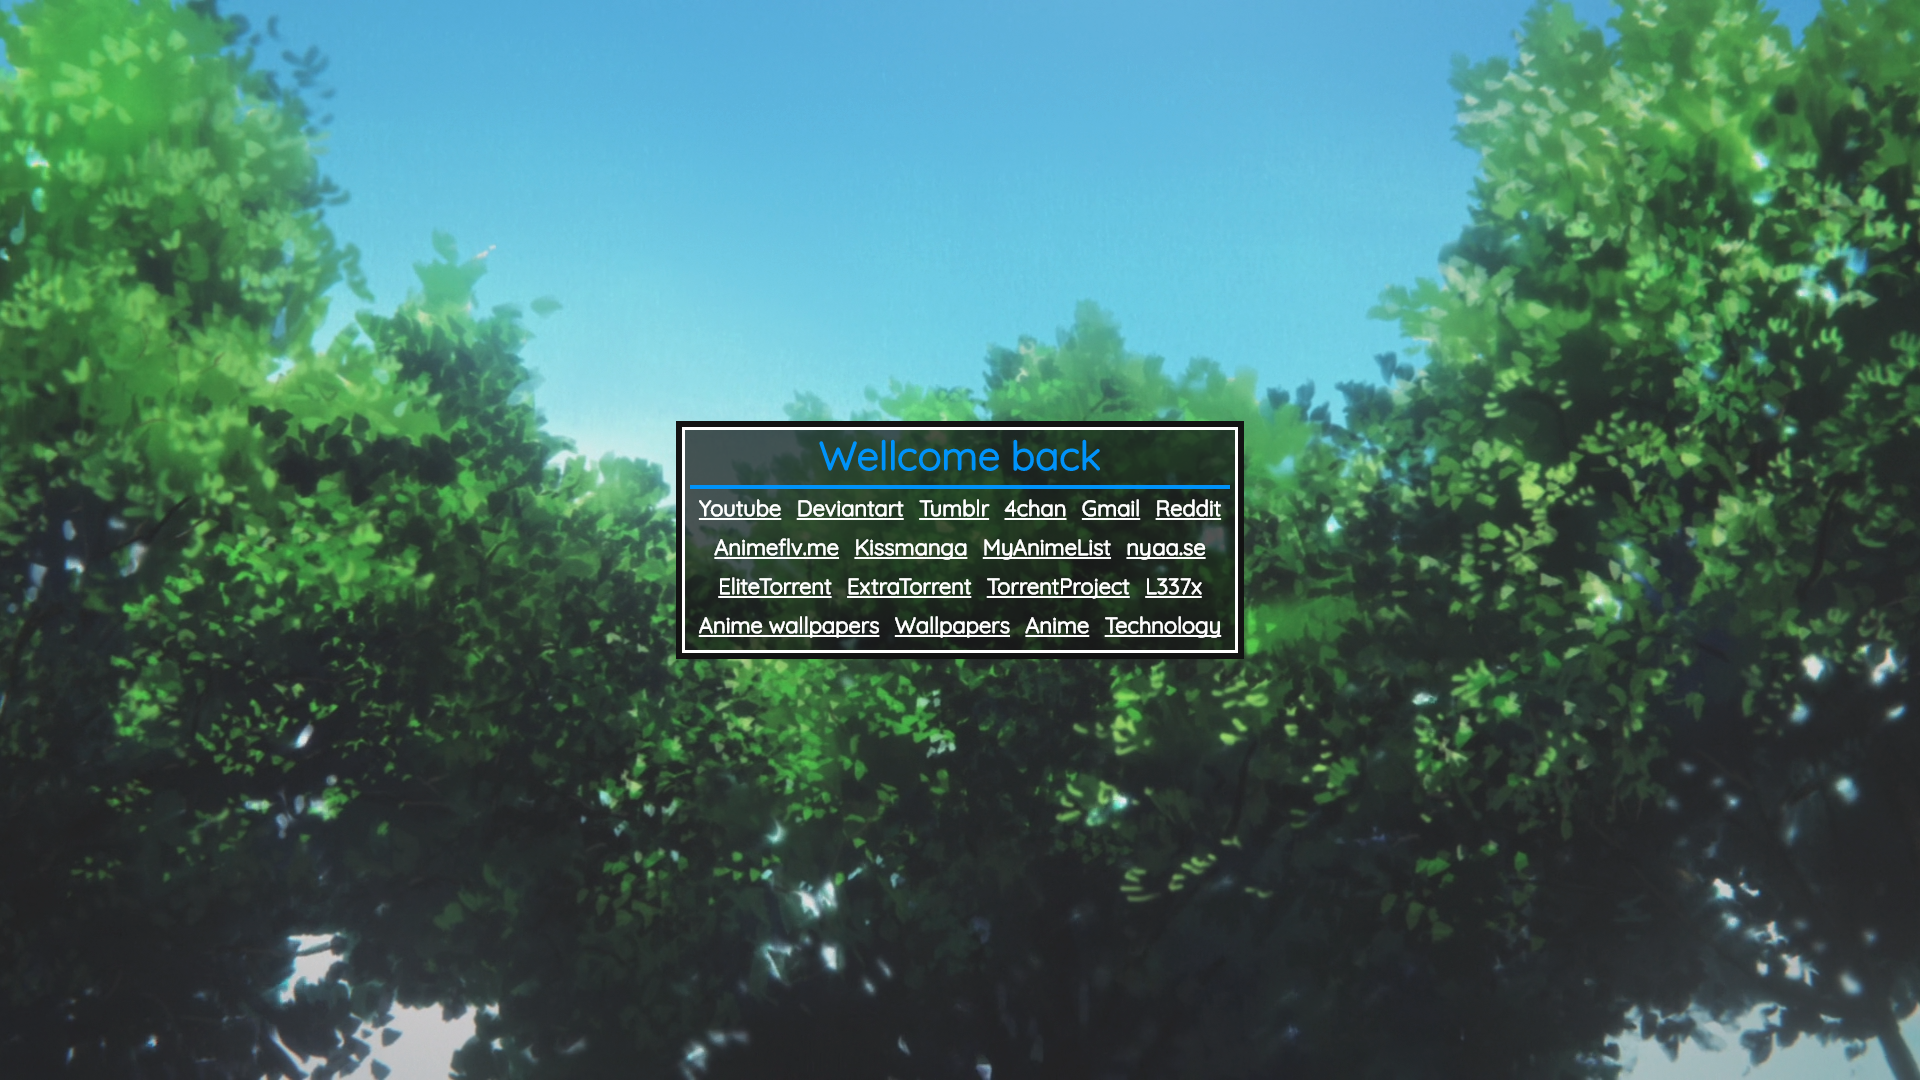 Wellcome back
Youtube Deviantart Tumblr 4chan Gmail Reddit
Animeflv.me Kissmanga MyAnimeList nyaa.se
EliteTorrent ExtraTorrent TorrentProject L337x
Anime wallpapers Wallpapers Anime Technology